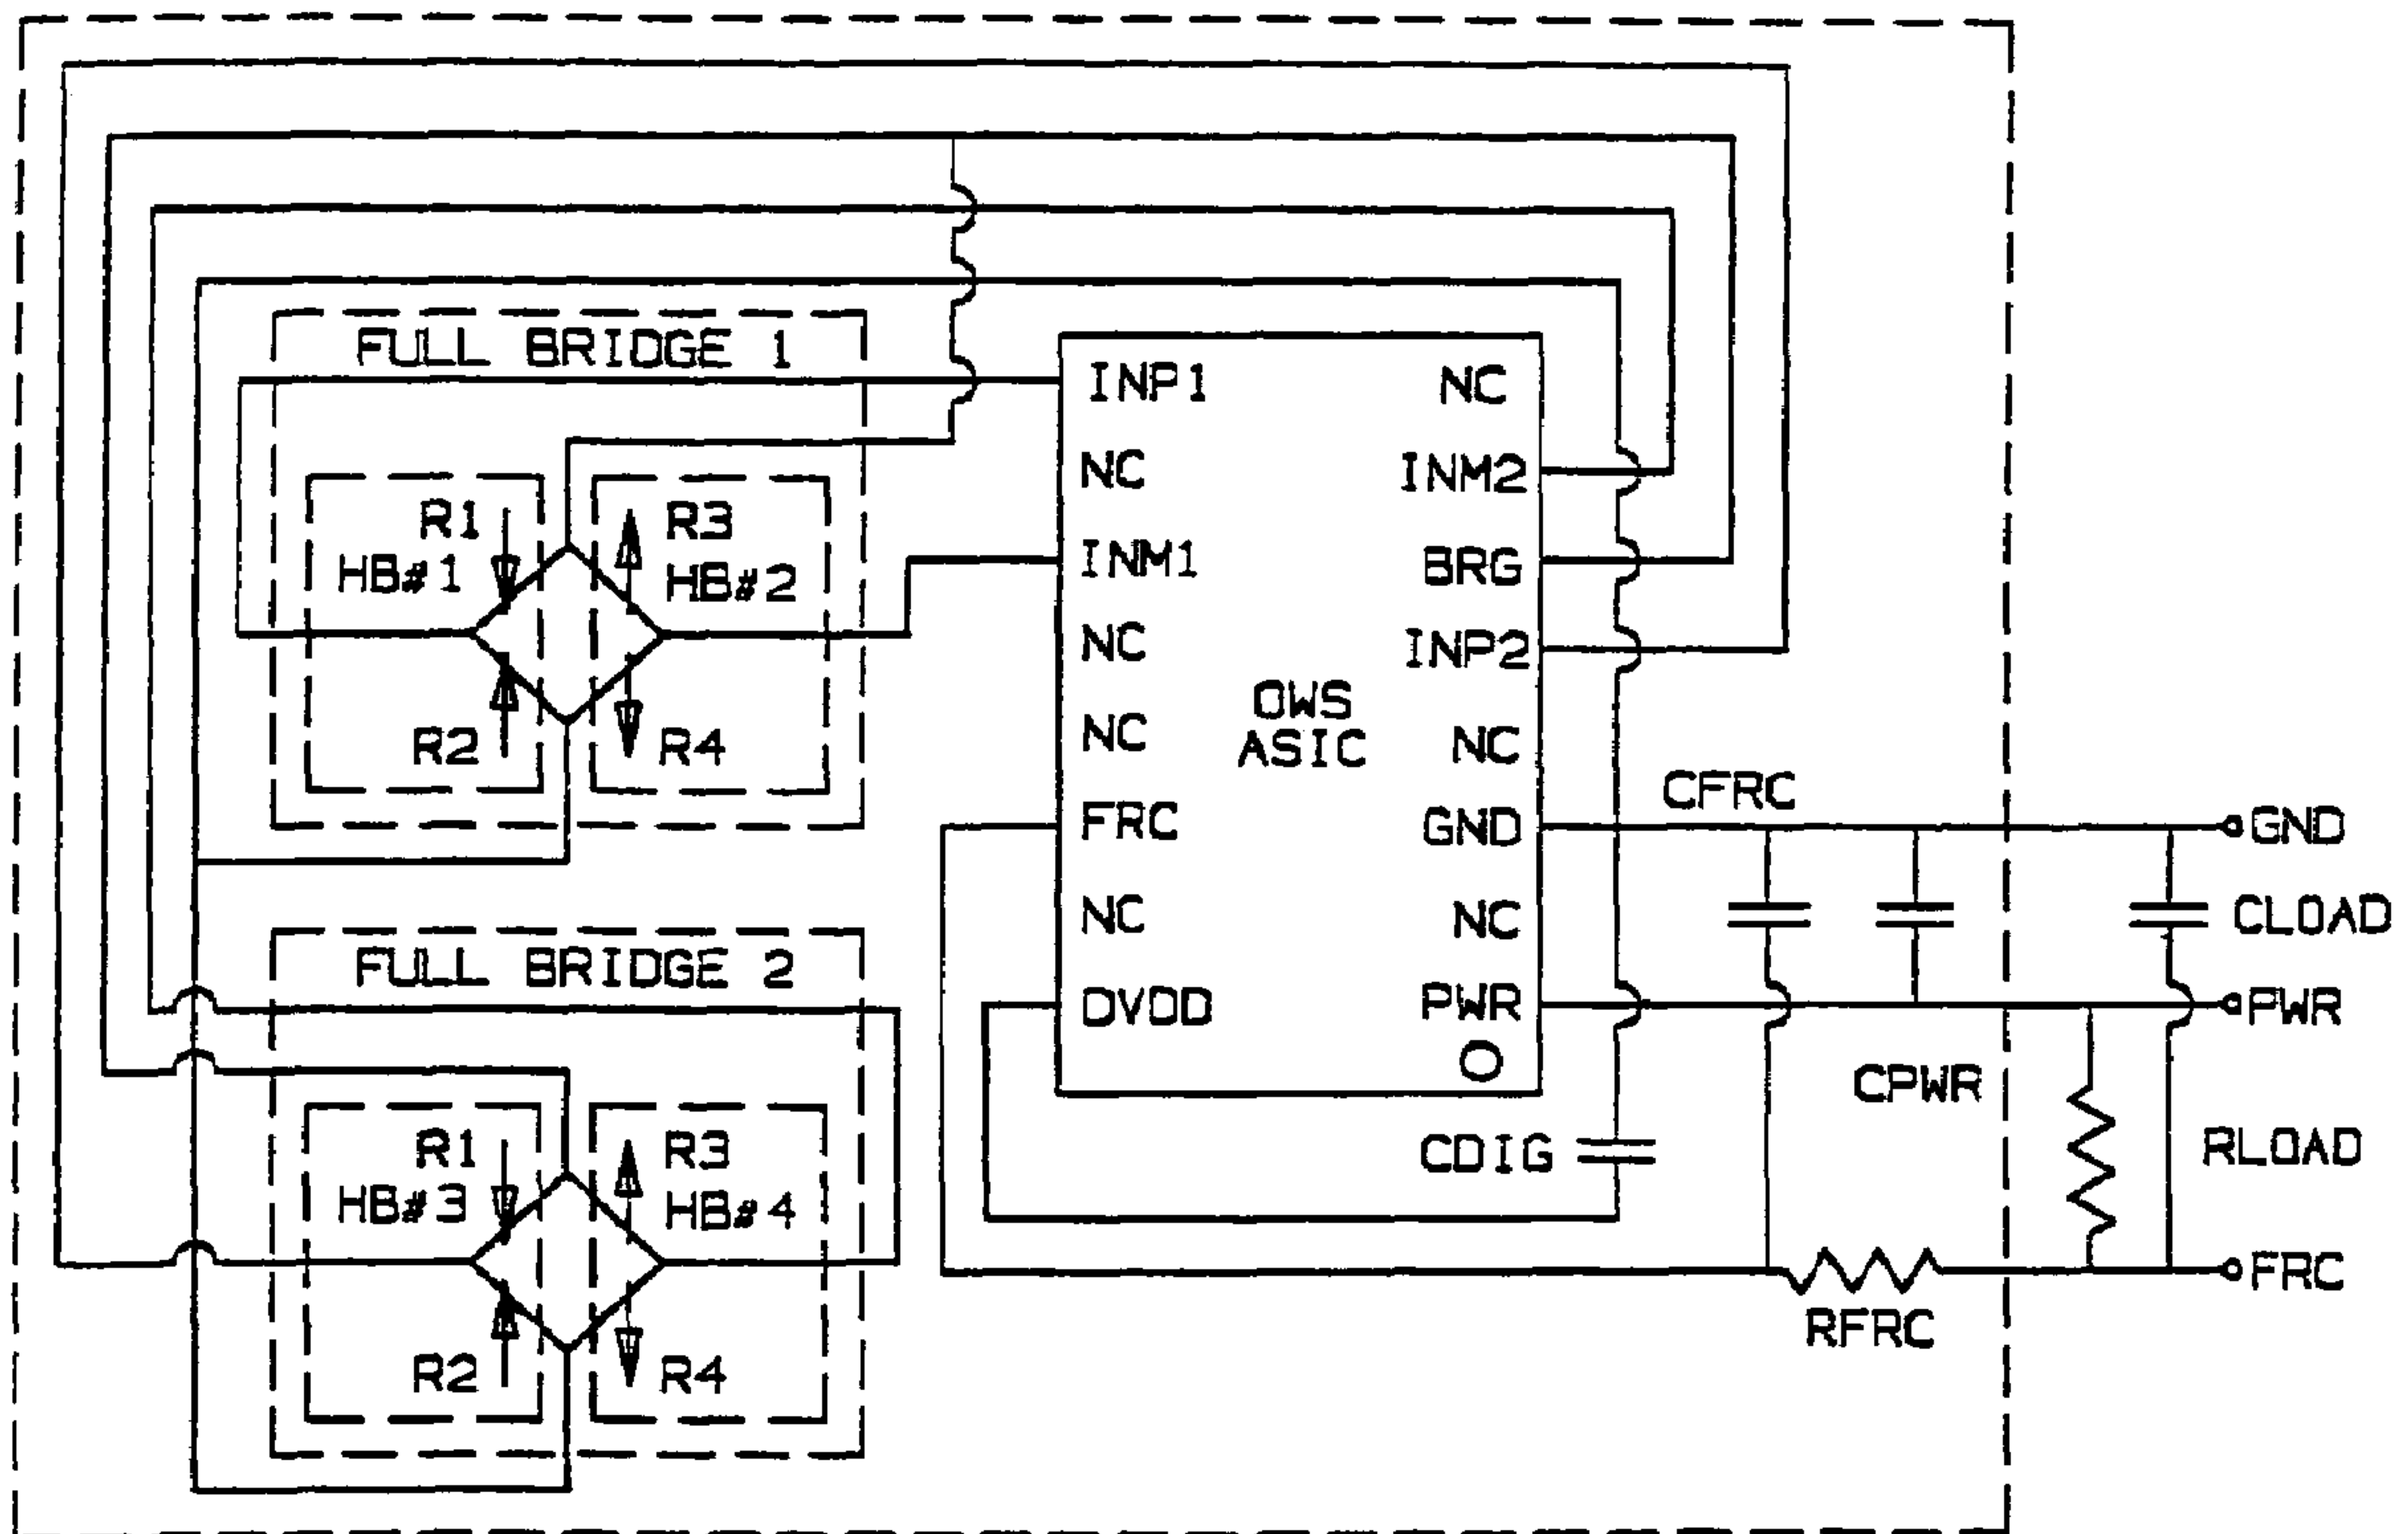 FULL BRIDGE 1
R1
HB#1
R3
HB#2
R2
R4
FULL BRIDGE 2
R1
HB#3
R3
HB#4
R2
R4
INP1
NC
INM1
NC
NC
FRC
NC
DVDD
OWS
ASIC
NC
INM2
BRG
INP2
NC
GND
NC
PWR
CFRC
CDIG
CPWR
RFRC
GND
CLOAD
PWR
RLOAD
FRC